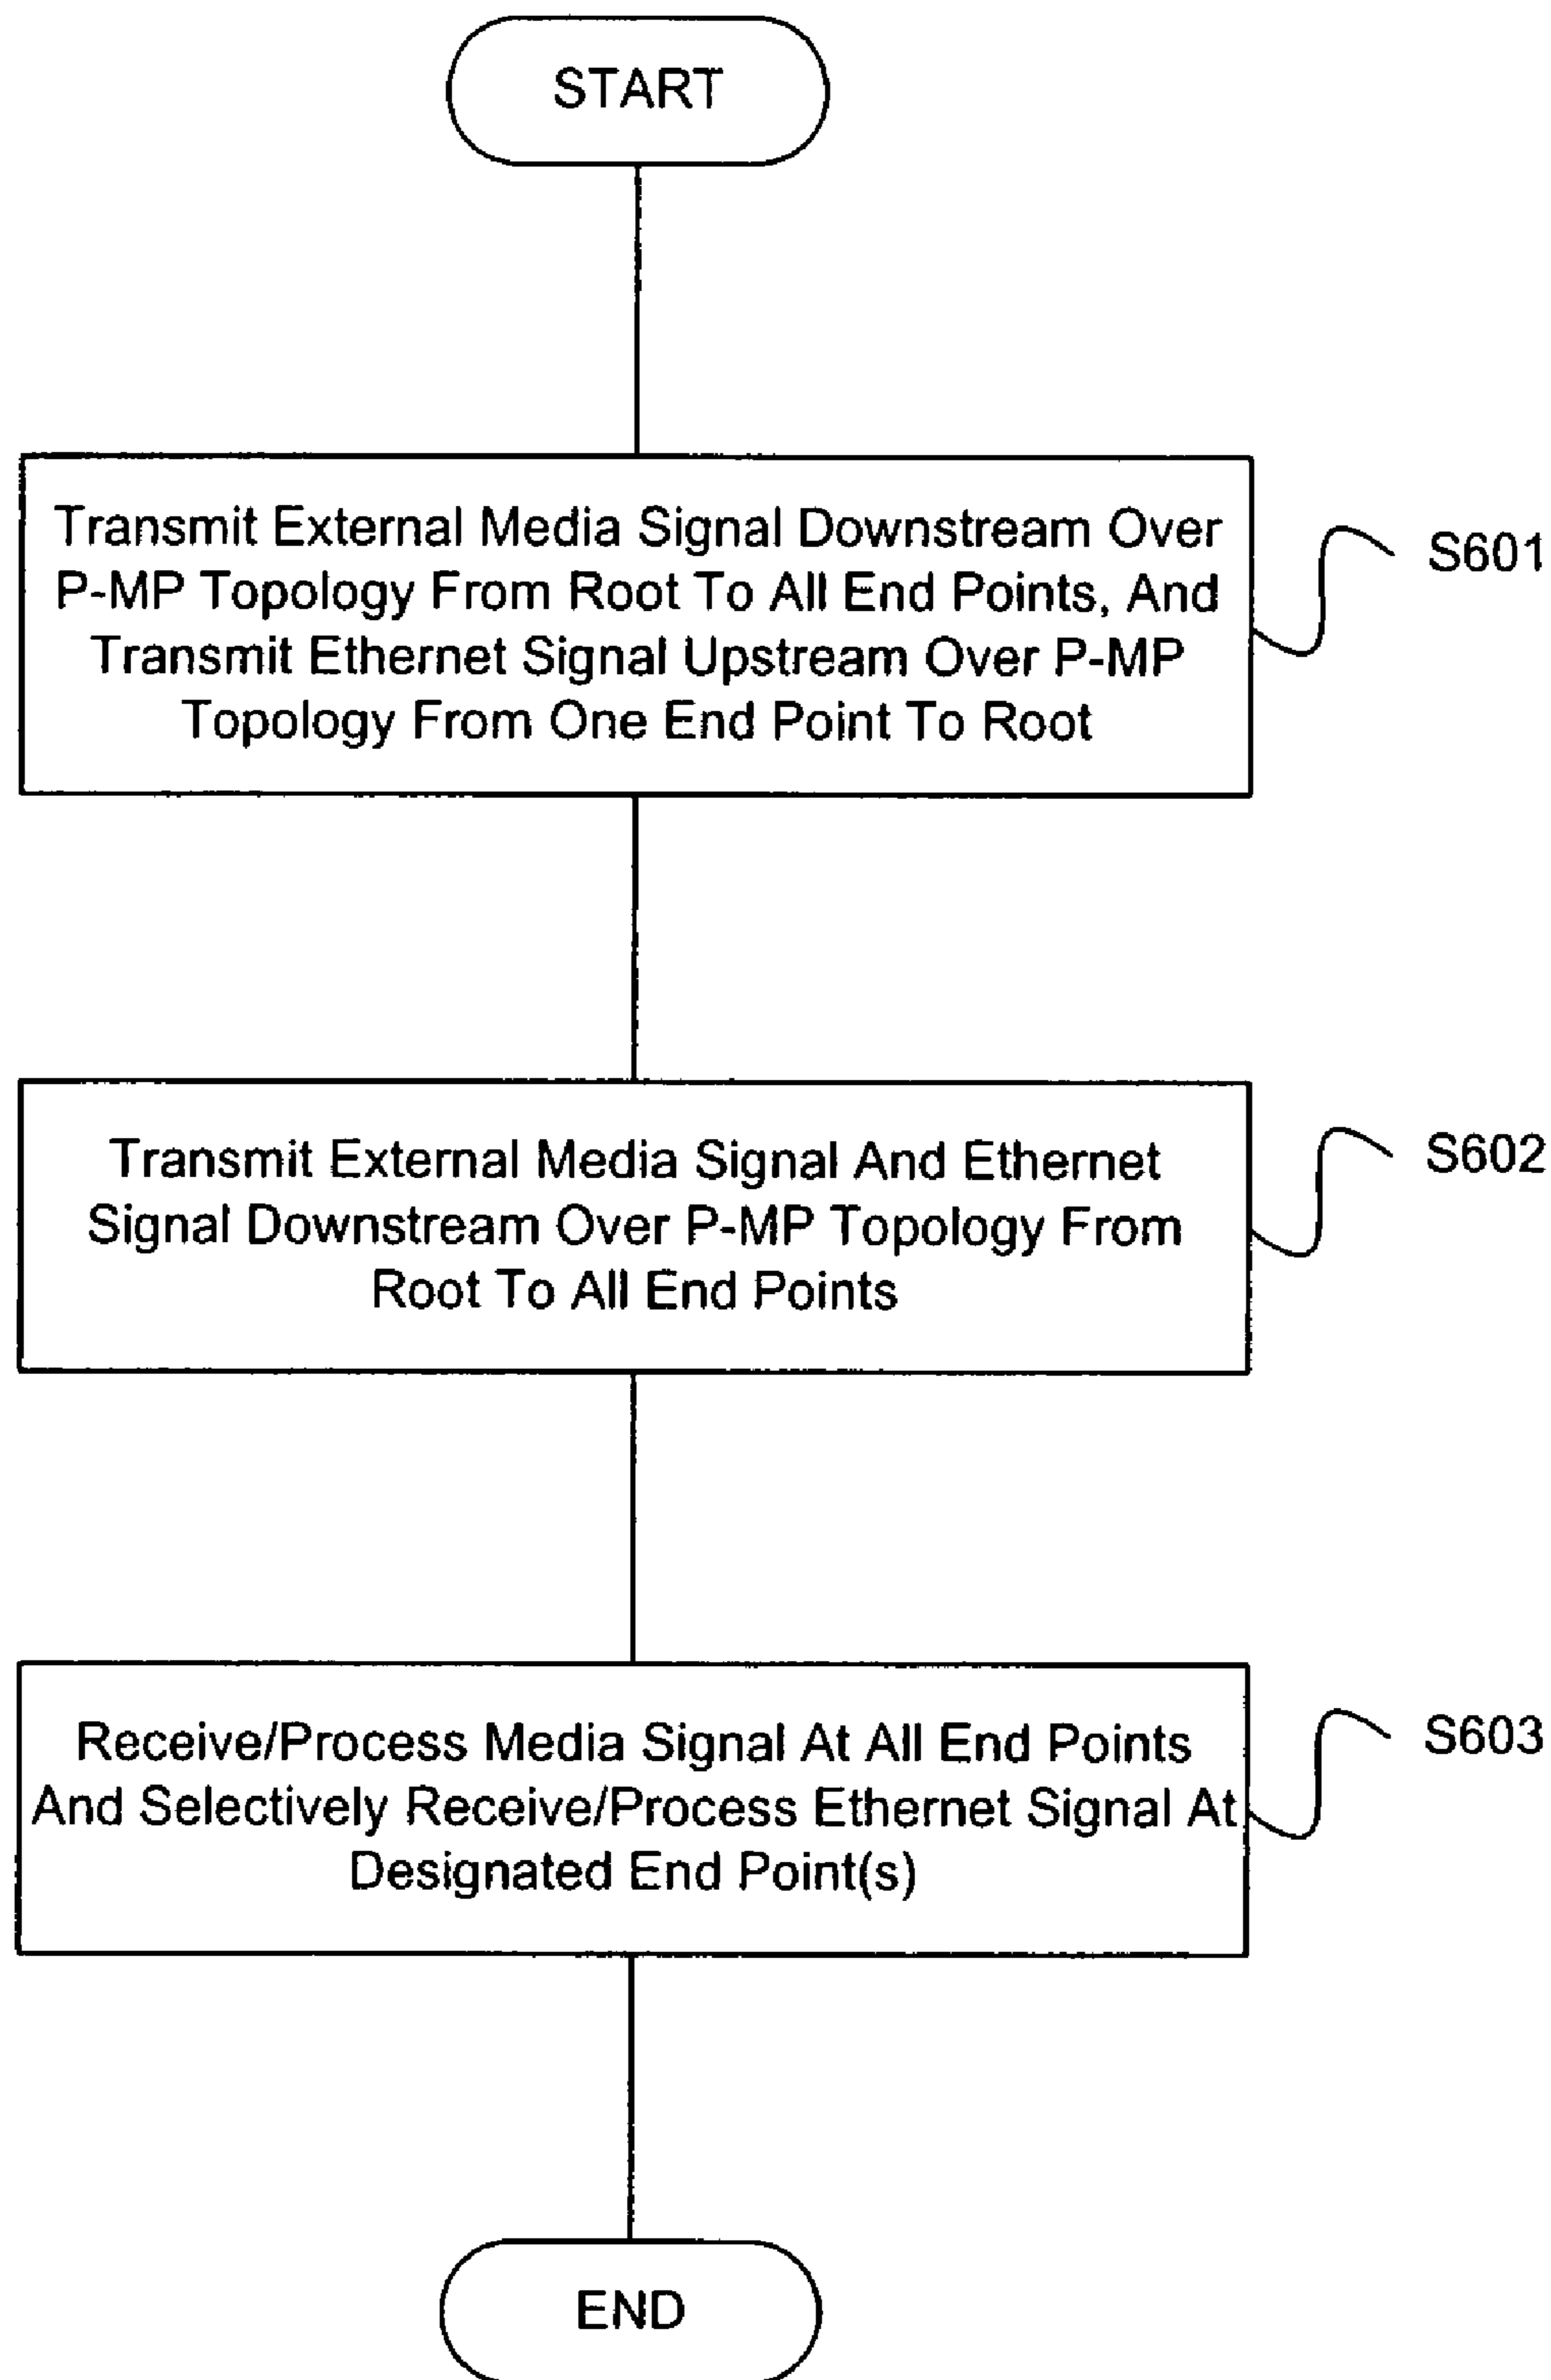 START
Transmit External Media Signal Downstream Over
P-MP Topology From Root To All End Points, And
Transmit Ethernet Signal Upstream Over P-MP
Topology From One End Point To Root
S601
Transmit External Media Signal And Ethernet
Signal Downstream Over P-MP Topology From
Root To All End Points
S602
Receive/Process Media Signal At All End Points
And Selectively Receive/Process Ethernet Signal At
Designated End Point(s)
S603
END